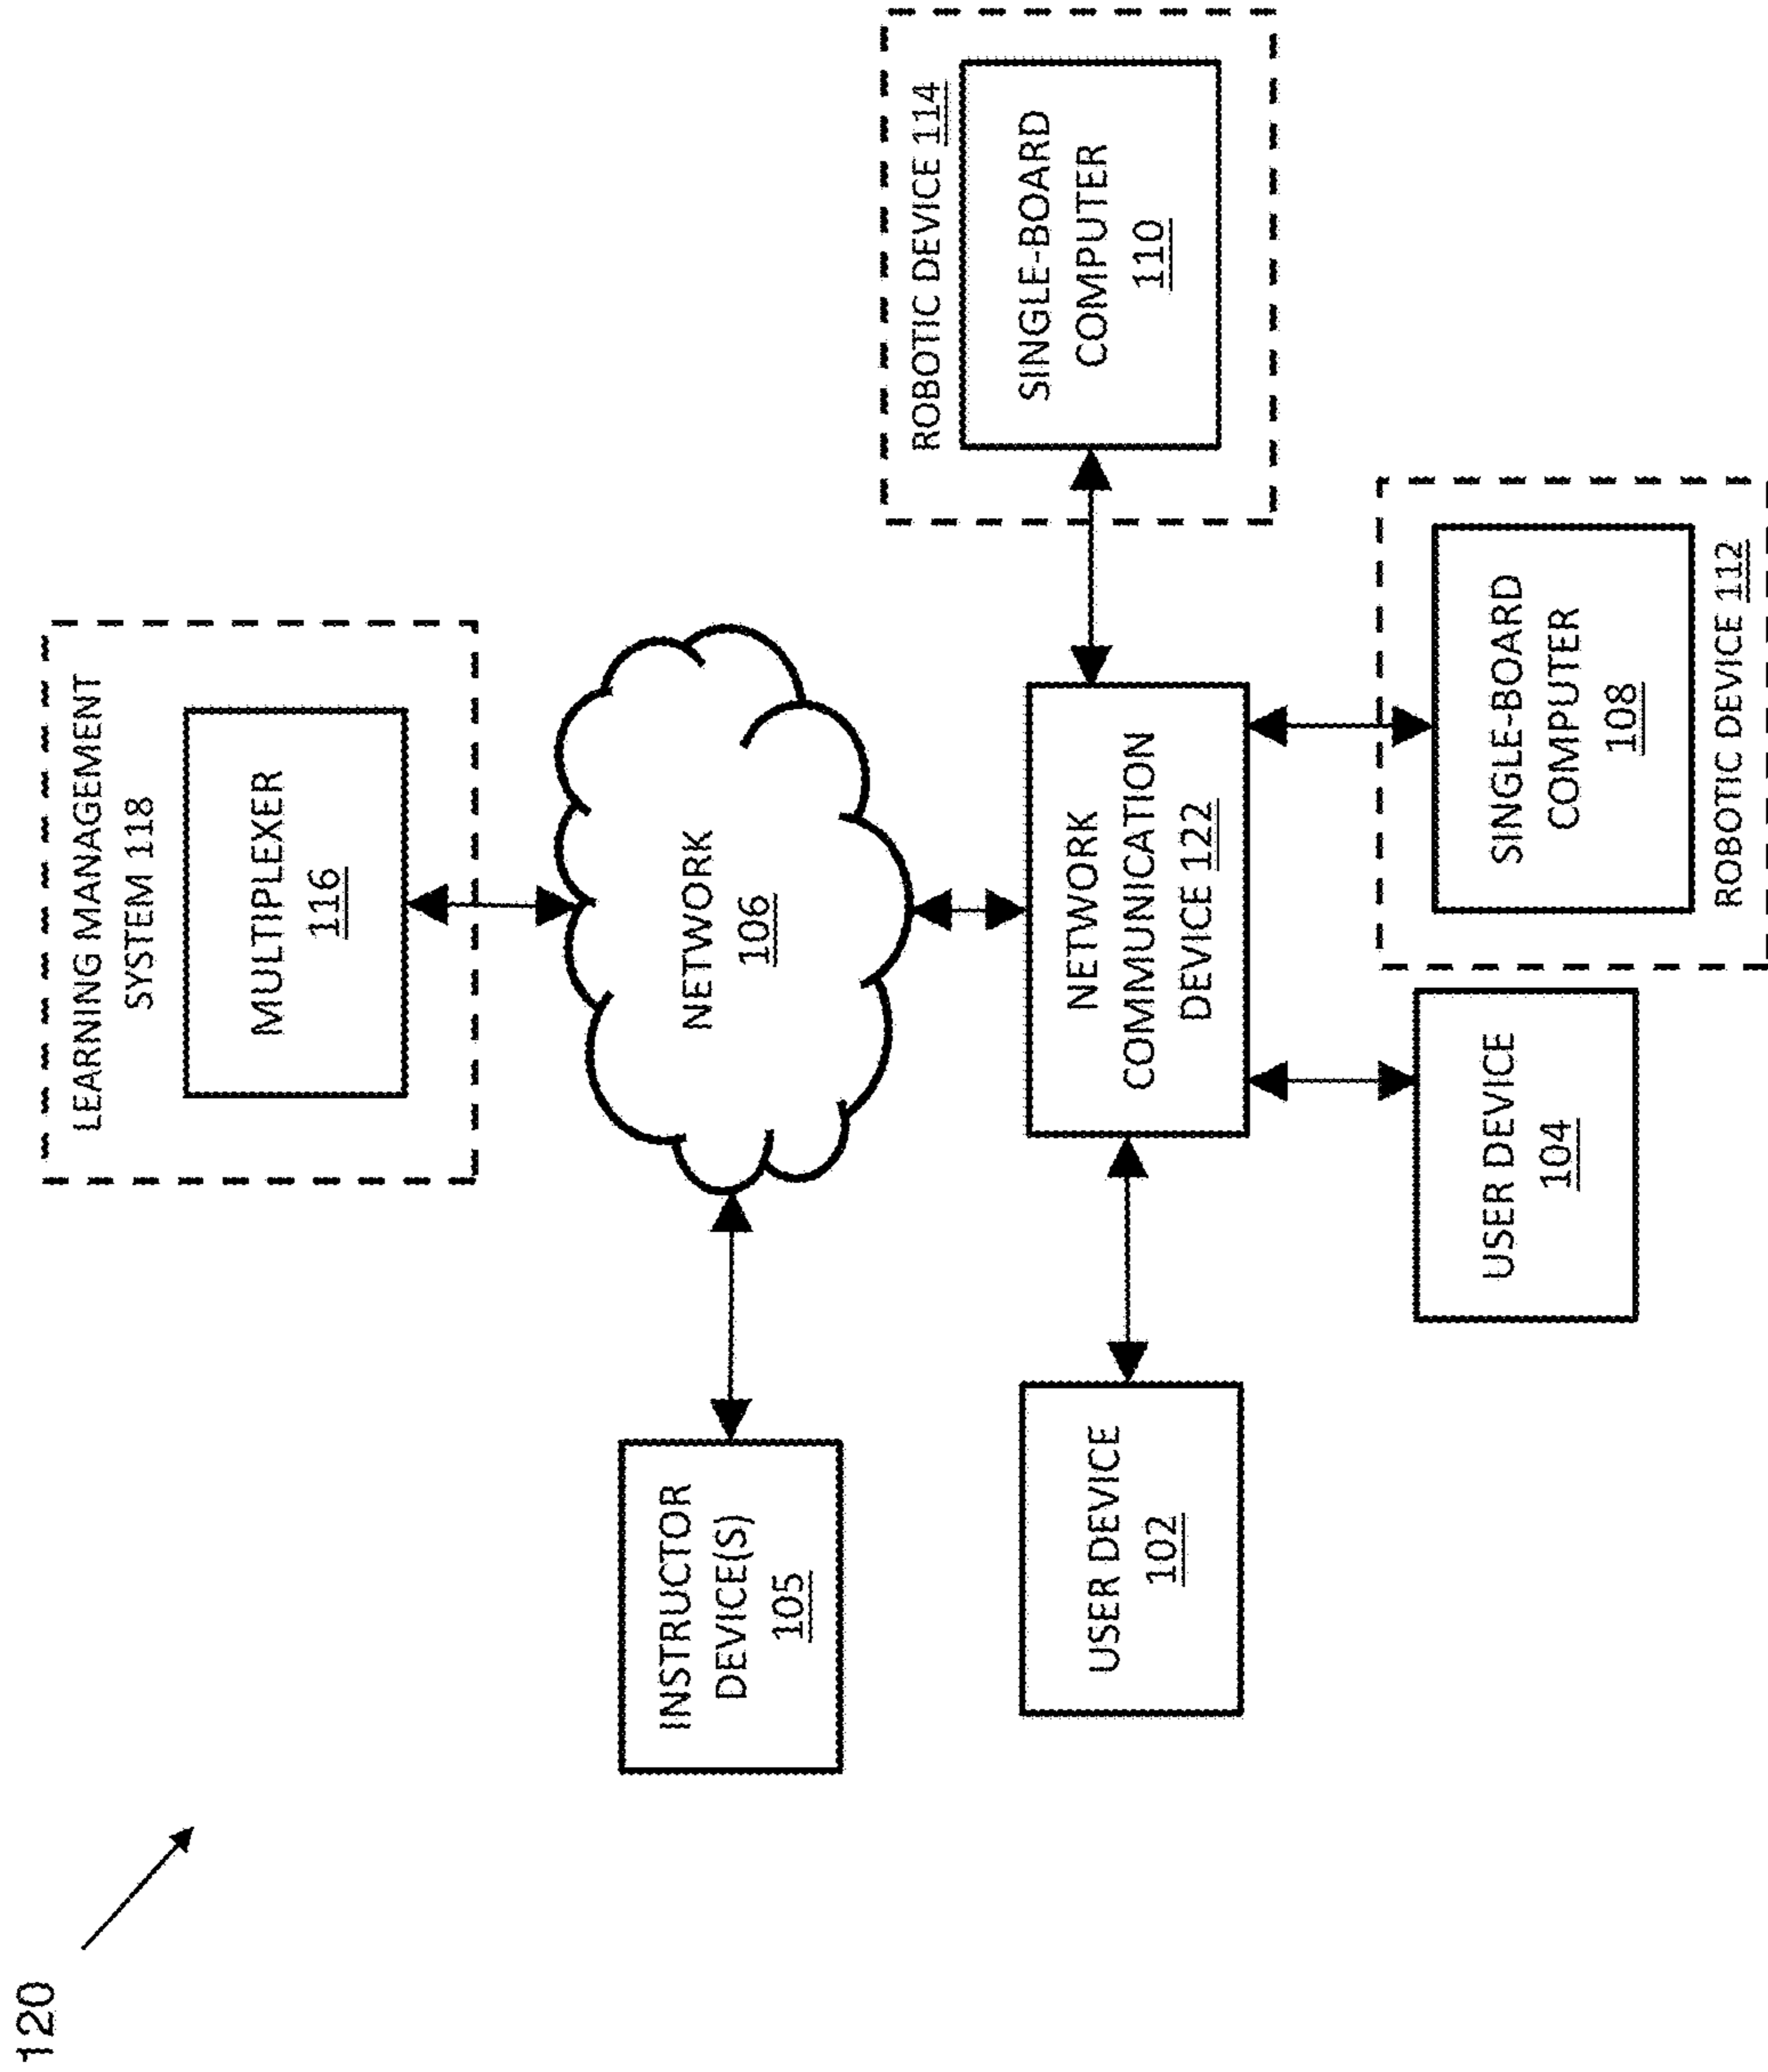 120
LEARNING MANAGEMENT
SYSTEM 118
MULTIPLEXER
116
INSTRUCTOR
DEVICE(S)
105
NETWORK
106
USER DEVICE
102
NETWORK
COMMUNICATION
DEVICE 122
ROBOTIC DEVICE 114
SINGLE-BOARD
COMPUTER
110
USER DEVICE
104
SINGLE-BOARD
COMPUTER
108
ROBOTIC DEVICE 112